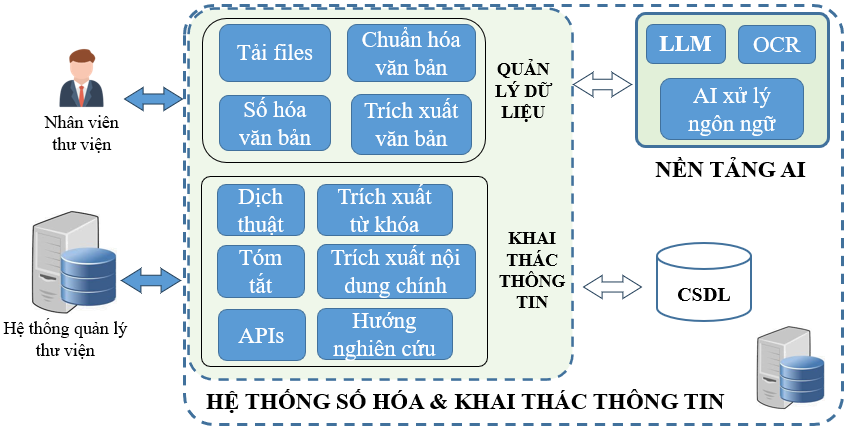 Nhân viên
thư viện
Hệ thống quản lý
thư viện
Tải files
Chuẩn hóa
văn bản
Số hóa
văn bản
Trích xuất
văn bản
QUẢN
LÝ DỮ
LIỆU
Dịch
thuật
Trích xuất
từ khóa
Tóm
tắt
Trích xuất nội
dung chính
APIs
Hướng
nghiên cứu
KHAI
THÁC
THÔNG
TIN
LLM
OCR
AI xử lý
ngôn ngữ
NỀN TẢNG AI
CSDL
HỆ THỐNG SỐ HÓA & KHAI THÁC THÔNG TIN